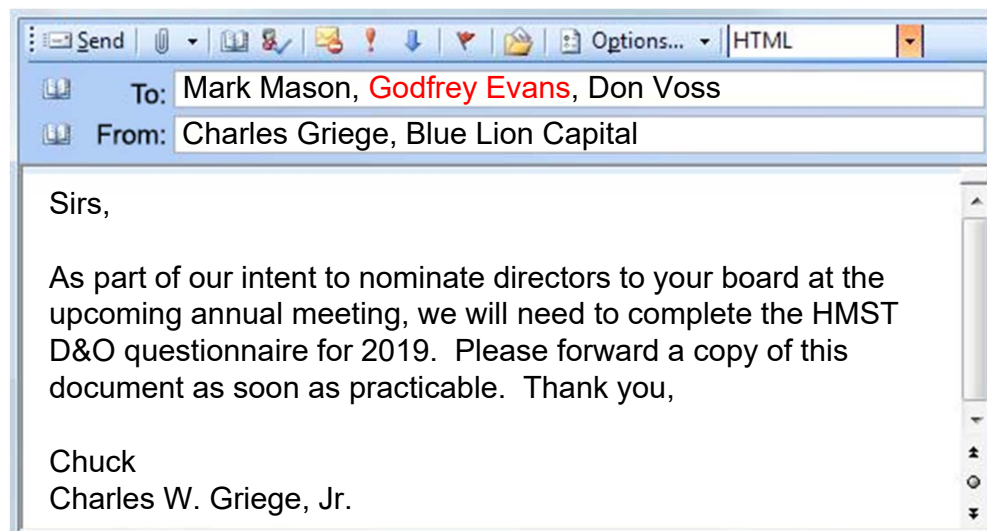 Send Options... HTML
To: Mark Mason, Godfrey Evans, Don Voss
From: Charles Griege, Blue Lion Capital
Sirs,
As part of our intent to nominate directors to your board at the
upcoming annual meeting, we will need to complete the HMST
D&O questionnaire for 2019.  Please forward a copy of this
document as soon as practicable.  Thank you,
Chuck
Charles W. Griege, Jr.